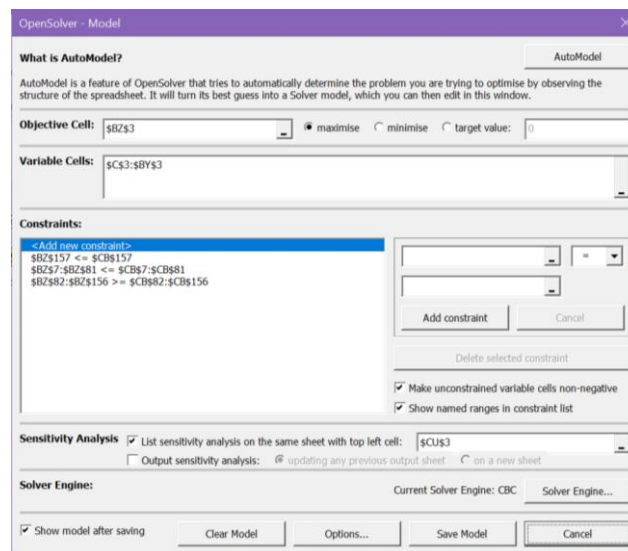 OpenSolver - Model
What is AutoModel?
AutoModel
AutoModel is a feature of OpenSolver that tries to automatically determine the problem you are trying to optimise by observing the
structure of the spreadsheet. It will turn its best guess into a Solver model, which you can then edit in this window.
Objective Cell: $BZ$3 _ maximise minimise target value: 0
Variable Cells: $C$3:$BY$3
Constraints:
<Add new constraint>
$BZ$157 <= $CB$157
$BZ$7:$BZ$81 <= $CB$7:$CB$81
$BZ$82:$BZ$156 >= $CB$82:$CB$156
=
Add constraint Cancel
Delete selected constraint
Make unconstrained variable cells non-negative
Show named ranges in constraint list
Sensitivity Analysis List sensitivity analysis on the same sheet with top left cell: $CU$3
Output sensitivity analysis: updating any previous output sheet on a new sheet
Solver Engine:
Current Solver Engine: CBC Solver Engine...
Show model after saving Clear Model Options... Save Model Cancel